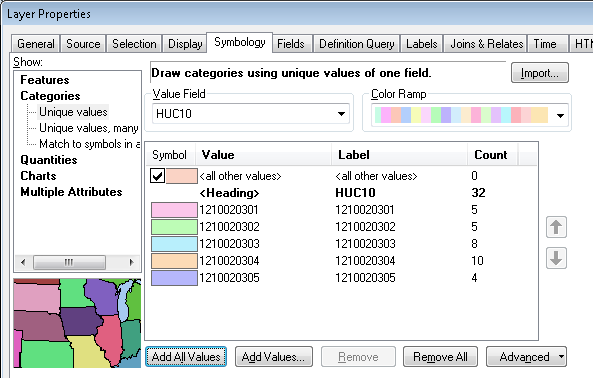 Layer Properties
General Source Selection Display Symbology Fields Definition Query Labels Joins & Relates Time HTM
Show:
Features
Categories
Unique values
Unique values, many
Match to symbols in a
Quantities
Charts
Multiple Attributes
Draw categories using unique values of one field.
Import...
Value Field
HUC10
Color Ramp
Symbol Value Label Count
<all other values> <all other values> 0
<Heading> HUC10 32
1210020301 1210020301 5
1210020302 1210020302 5
1210020303 1210020303 8
1210020304 1210020304 10
1210020305 1210020305 4
Add All Values Add Values... Remove Remove All Advanced